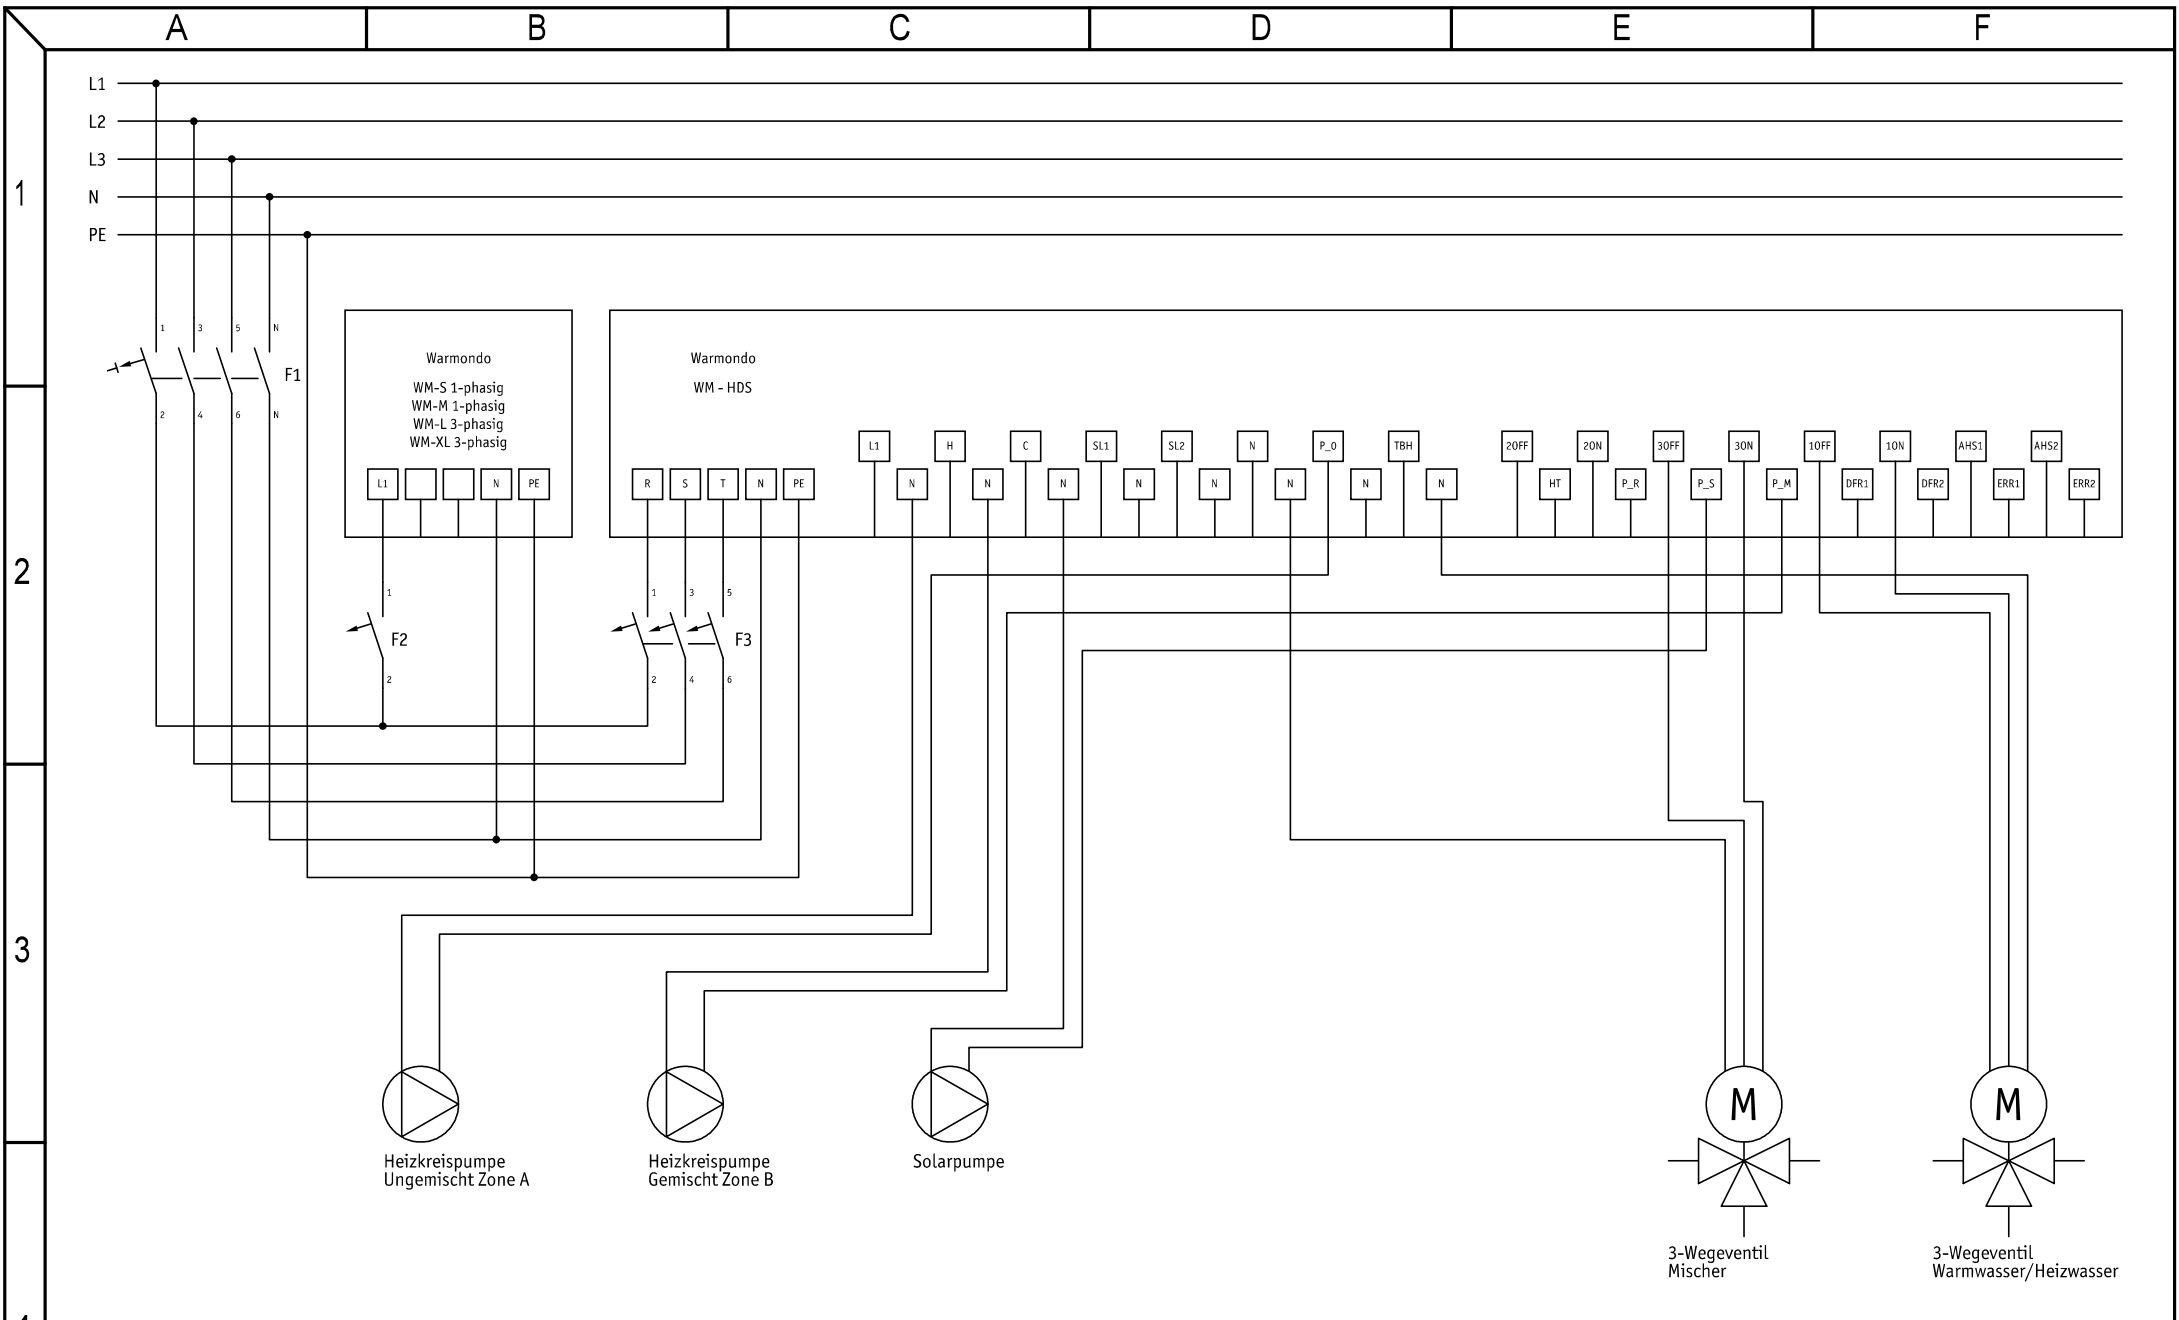 A B C D E F
L1
L2
L3
N
1
PE
1 3 5 N
F1
2 4 6 N
Warmondo
WM-S 1-phasig
WM-M 1-phasig
WM-L 3-phasig
WM-XL 3-phasig
L1 N PE
Warmondo
WM - HDS
L1 H C SL1 SL2 N P_O TBH 2OFF 2ON 3OFF 3ON 1OFF 1ON AHS1 AHS2
R S T N PE N N N N N N N N HT P_R P_S P_M DFR1 DFR2 ERR1 ERR2
2
1
F2
2
1 3 5
F3
2 4 6
3
M M
Heizkreispumpe
Ungemischt Zone A
Heizkreispumpe
Gemischt Zone B
Solarpumpe
3-Wegeventil
Mischer
3-Wegeventil
Warmwasser/Heizwasser